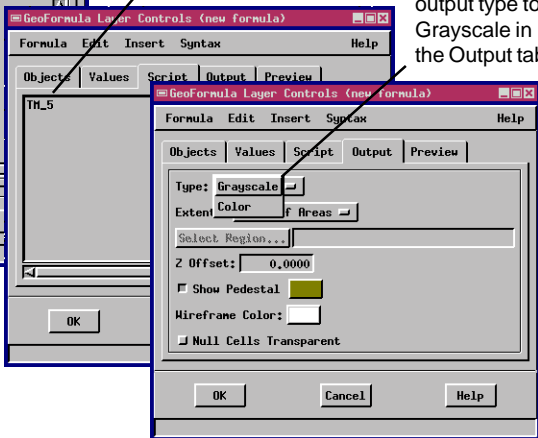 output type to
Grayscale in
the Output tab
GeoFormula Layer Controls (new formula)
Formula Edit Insert Syntax Help
Objects Values Script Output Preview
TM_5
OK
GeoFormula Layer Controls (new formula)
Formula Edit Insert Syntax Help
Objects Values Script Output Preview
Type: Grayscale
Color
Extent of Areas
Select Region...
Z Offset: 0.0000
Show Pedestal
Wireframe Color:
Null Cells Transparent
OK Cancel Help